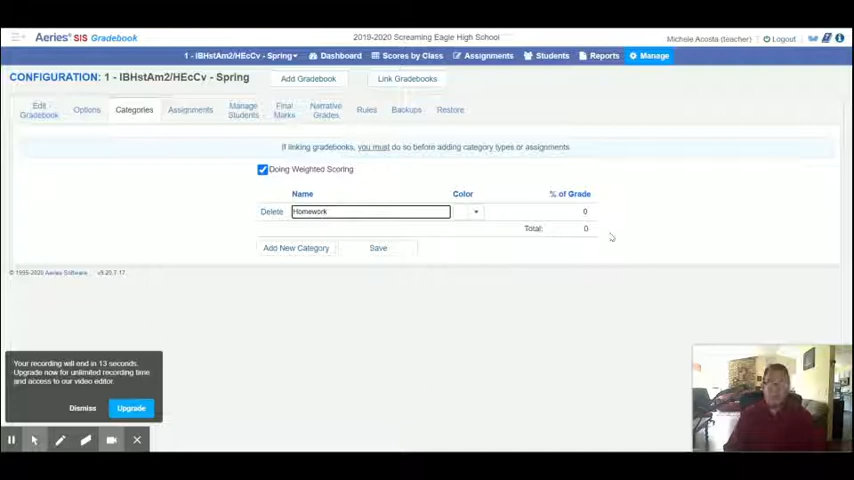 Aeries® SIS Gradebook
2019-2020 Screaming Eagle High School
Michele Acosta (teacher) Logout
1 - IBHstAm2/HEcCv - Spring Dashboard Scores by Class Assignments Students Reports Manage
CONFIGURATION: 1 - IBHstAm2/HEcCv - Spring Add Gradebook Link Gradebooks
Edit Gradebook Options Categories Assignments Manage Students Final Marks Narrative Grades Rules Backups Restore
If linking gradebooks, you must do so before adding category types or assignments
Doing Weighted Scoring
Name Color % of Grade
Delete Homework 0
Total: 0
Add New Category Save
© 1995-2020 Aeries Software v9.20.7.17
Your recording will end in 13 seconds.
Upgrade now for unlimited recording time
and access to our video editor.
Dismiss Upgrade